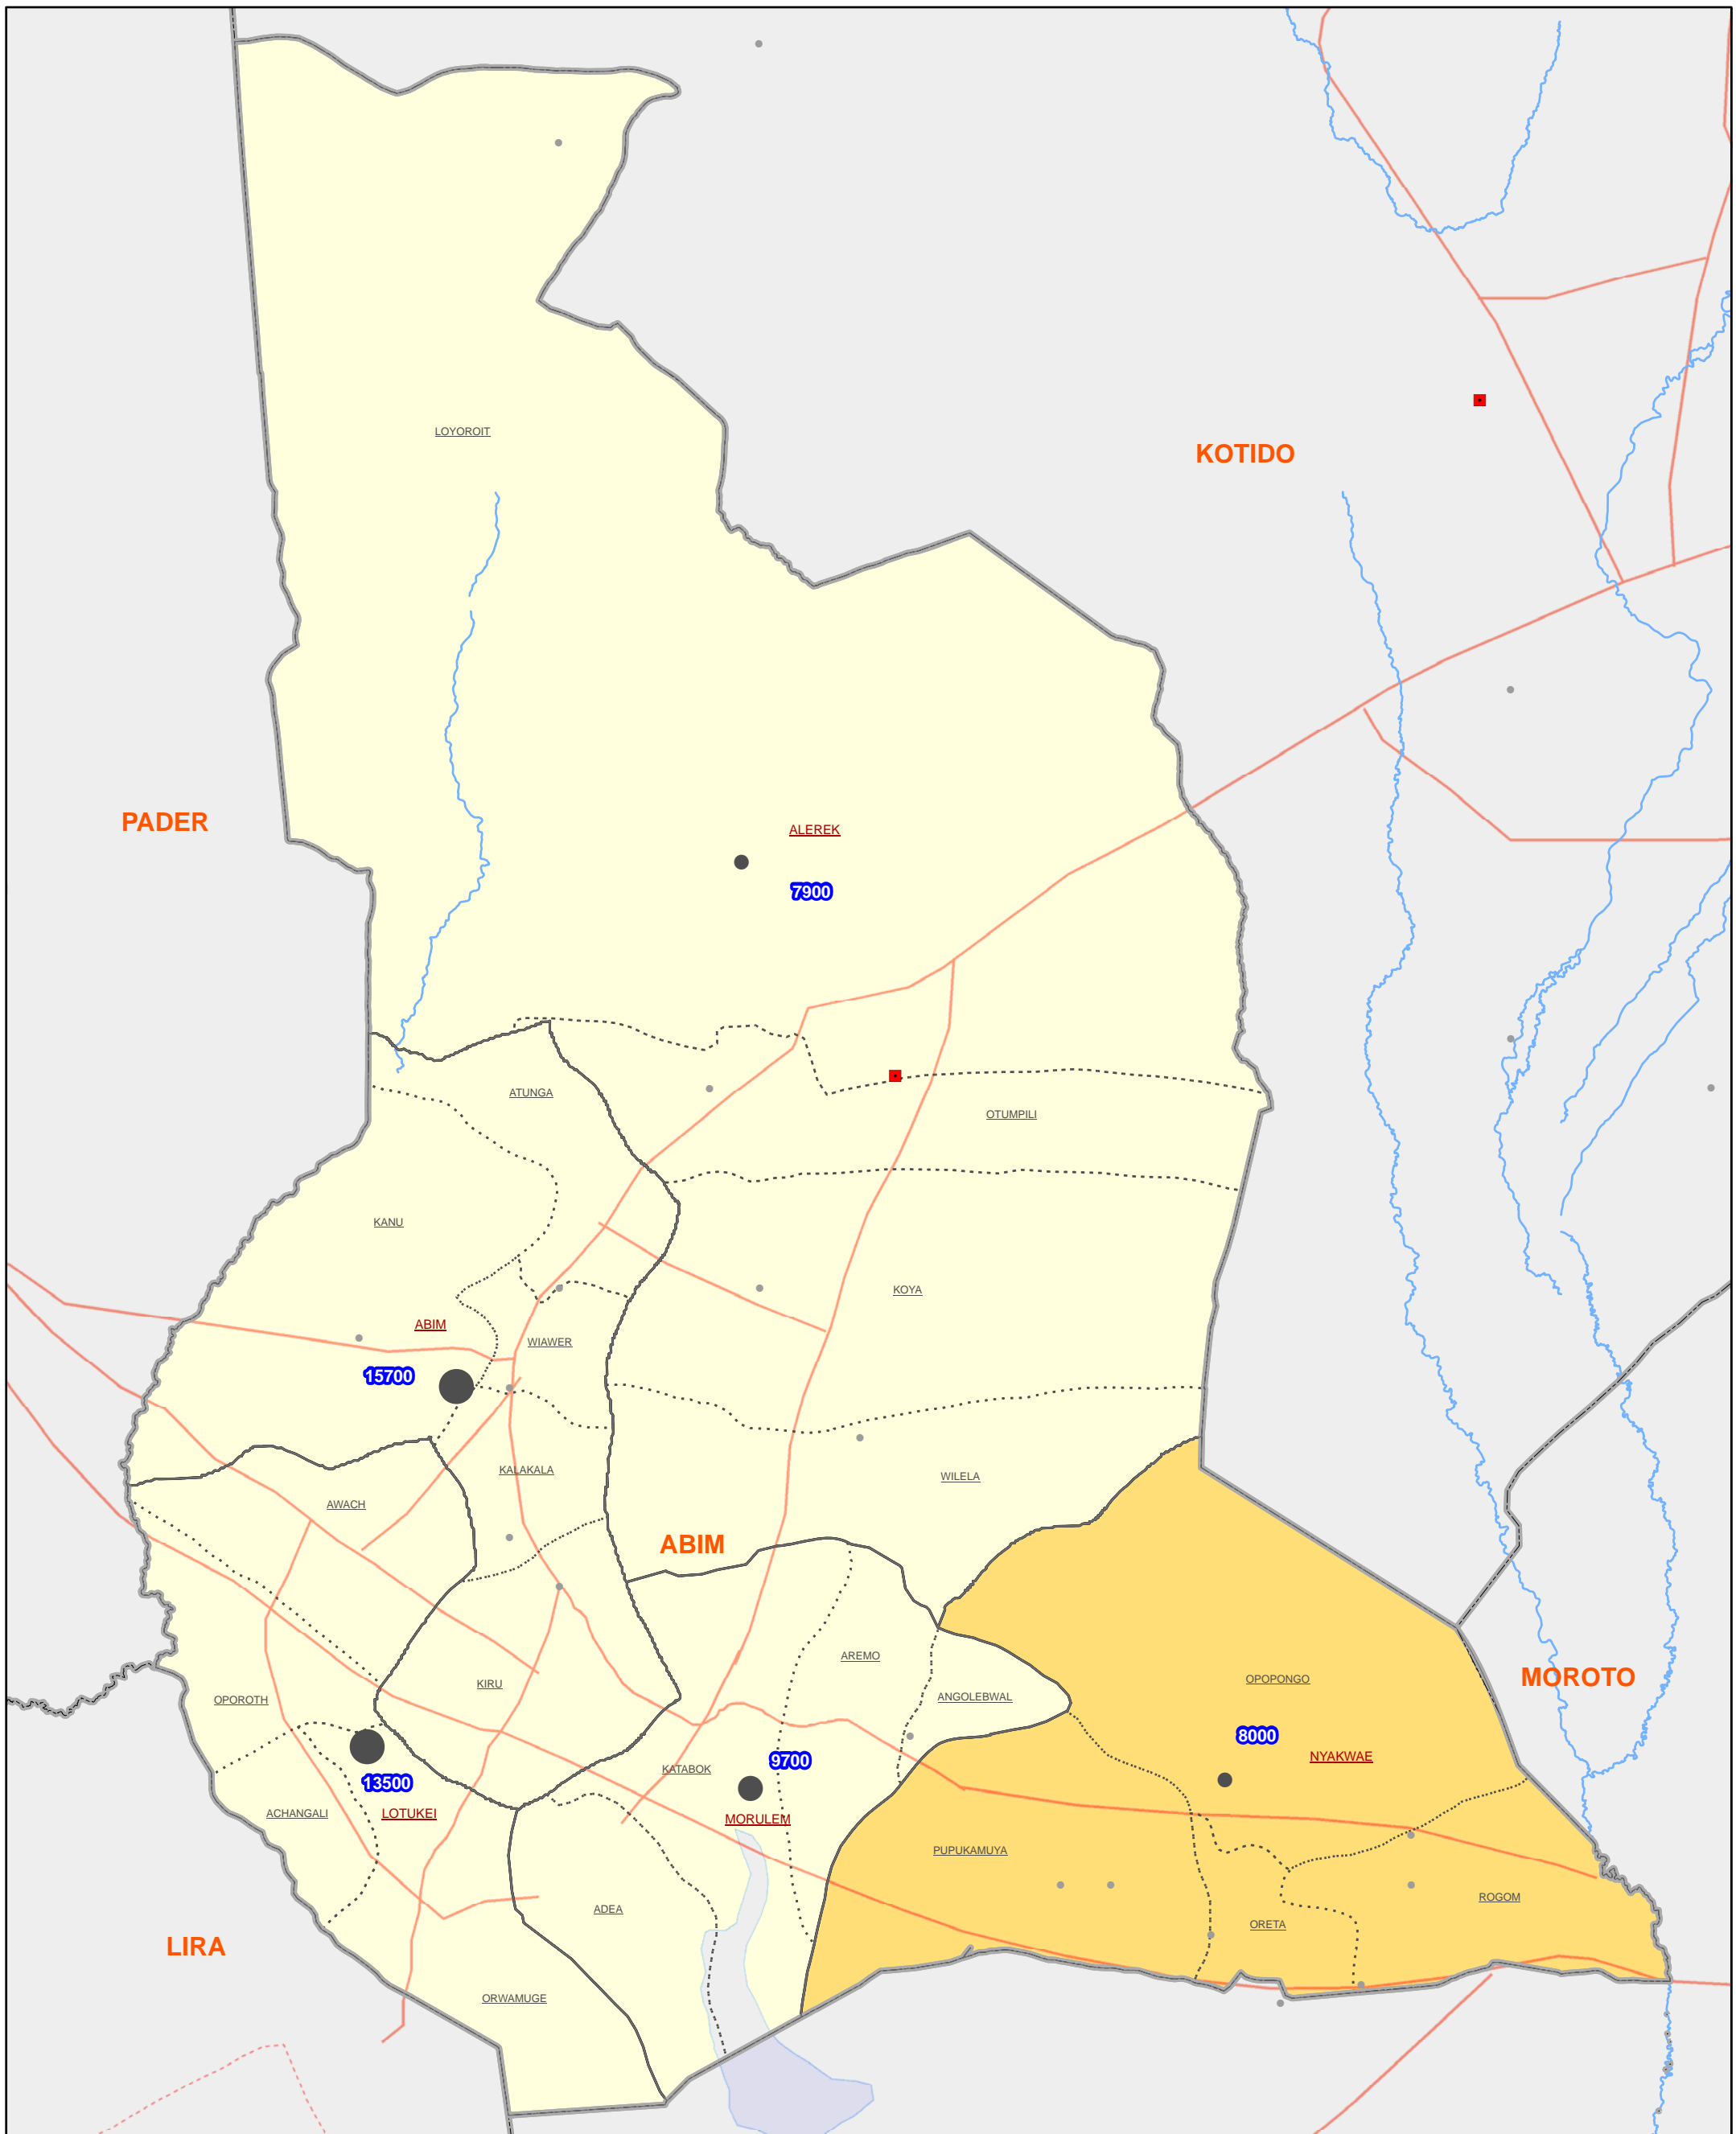 LOYOROIT
KOTIDO
PADER
ALEREK
7900
ATUNGA
OTUMPILI
KANU
KOYA
ABIM
WIAWER
15700
KALAKALA
WILELA
AWACH
ABIM
AREMO
OPOPONGO
MOROTO
KIRU
ANGOLEBWAL
OPOROTH
8000
NYAKWAE
9700
KATABOK
13500
ACHANGALI
LOTUKEI
MORULEM
PUPUKAMUYA
ROGOM
ADEA
ORETA
LIRA
ORWAMUGE